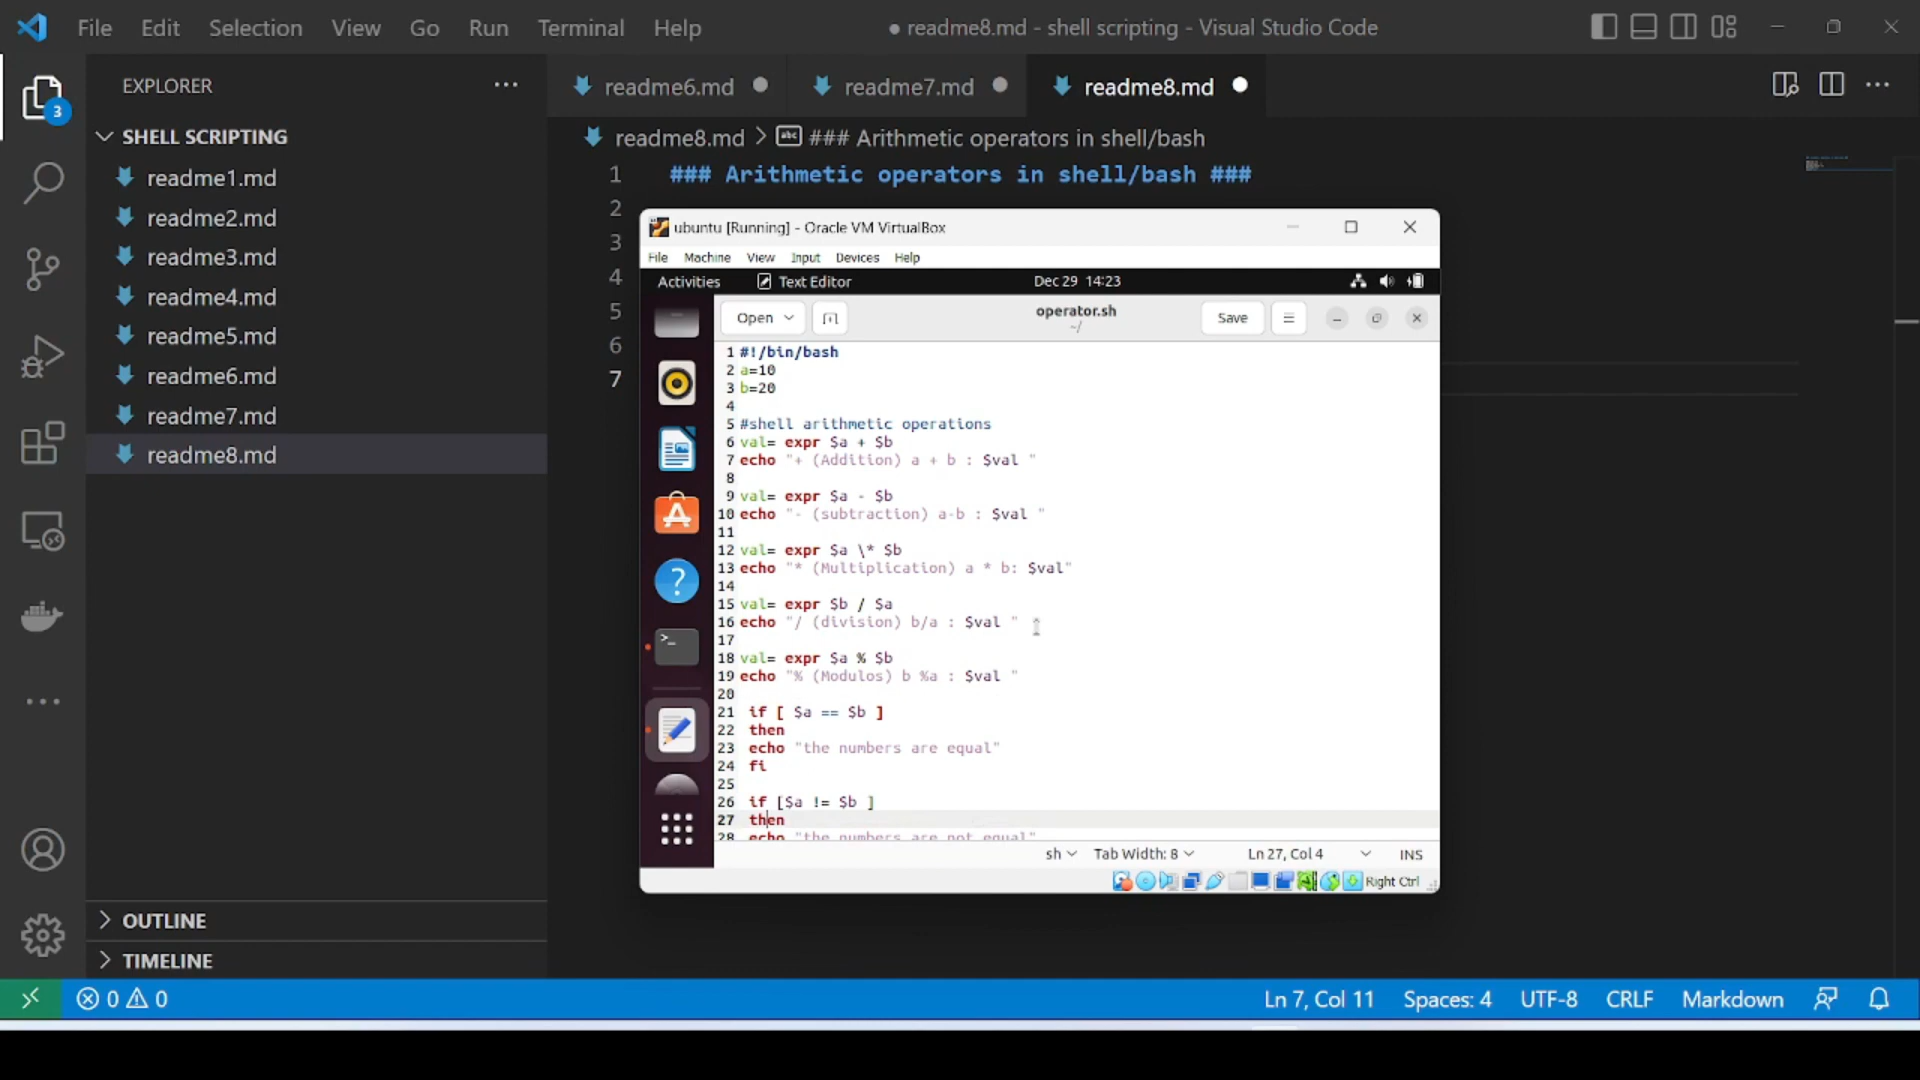 File Edit Selection View Go Run Terminal Help
● readme8.md - shell scripting - Visual Studio Code
EXPLORER
readme6.md
readme7.md
readme8.md
SHELL SCRIPTING
readme8.md > ### Arithmetic operators in shell/bash
readme1.md
readme2.md
readme3.md
readme4.md
readme5.md
readme6.md
readme7.md
readme8.md
3
1 ### Arithmetic operators in shell/bash ###
2
3
4
5
6
7
ubuntu [Running] - Oracle VM VirtualBox
File Machine View Input Devices Help
Activities Text Editor Dec 29 14:23
Open operator.sh Save
~/
1 #!/bin/bash
2 a=10
3 b=20
4
5 #shell arithmetic operations
6 val= expr $a + $b
7 echo "+ (Addition) a + b : $val "
8
9 val= expr $a - $b
10 echo "- (subtraction) a-b : $val "
11
12 val= expr $a \* $b
13 echo "* (Multiplication) a * b: $val"
14
15 val= expr $b / $a
16 echo "/ (division) b/a : $val "
17
18 val= expr $a % $b
19 echo "% (Modulos) b %a : $val "
20
21 if [ $a == $b ]
22 then
23 echo "the numbers are equal"
24 fi
25
26 if [$a != $b ]
27 then
28 echo "the numbers are not equal"
sh Tab Width: 8 Ln 27, Col 4 INS
Right Ctrl
OUTLINE
TIMELINE
0 0 Ln 7, Col 11 Spaces: 4 UTF-8 CRLF Markdown